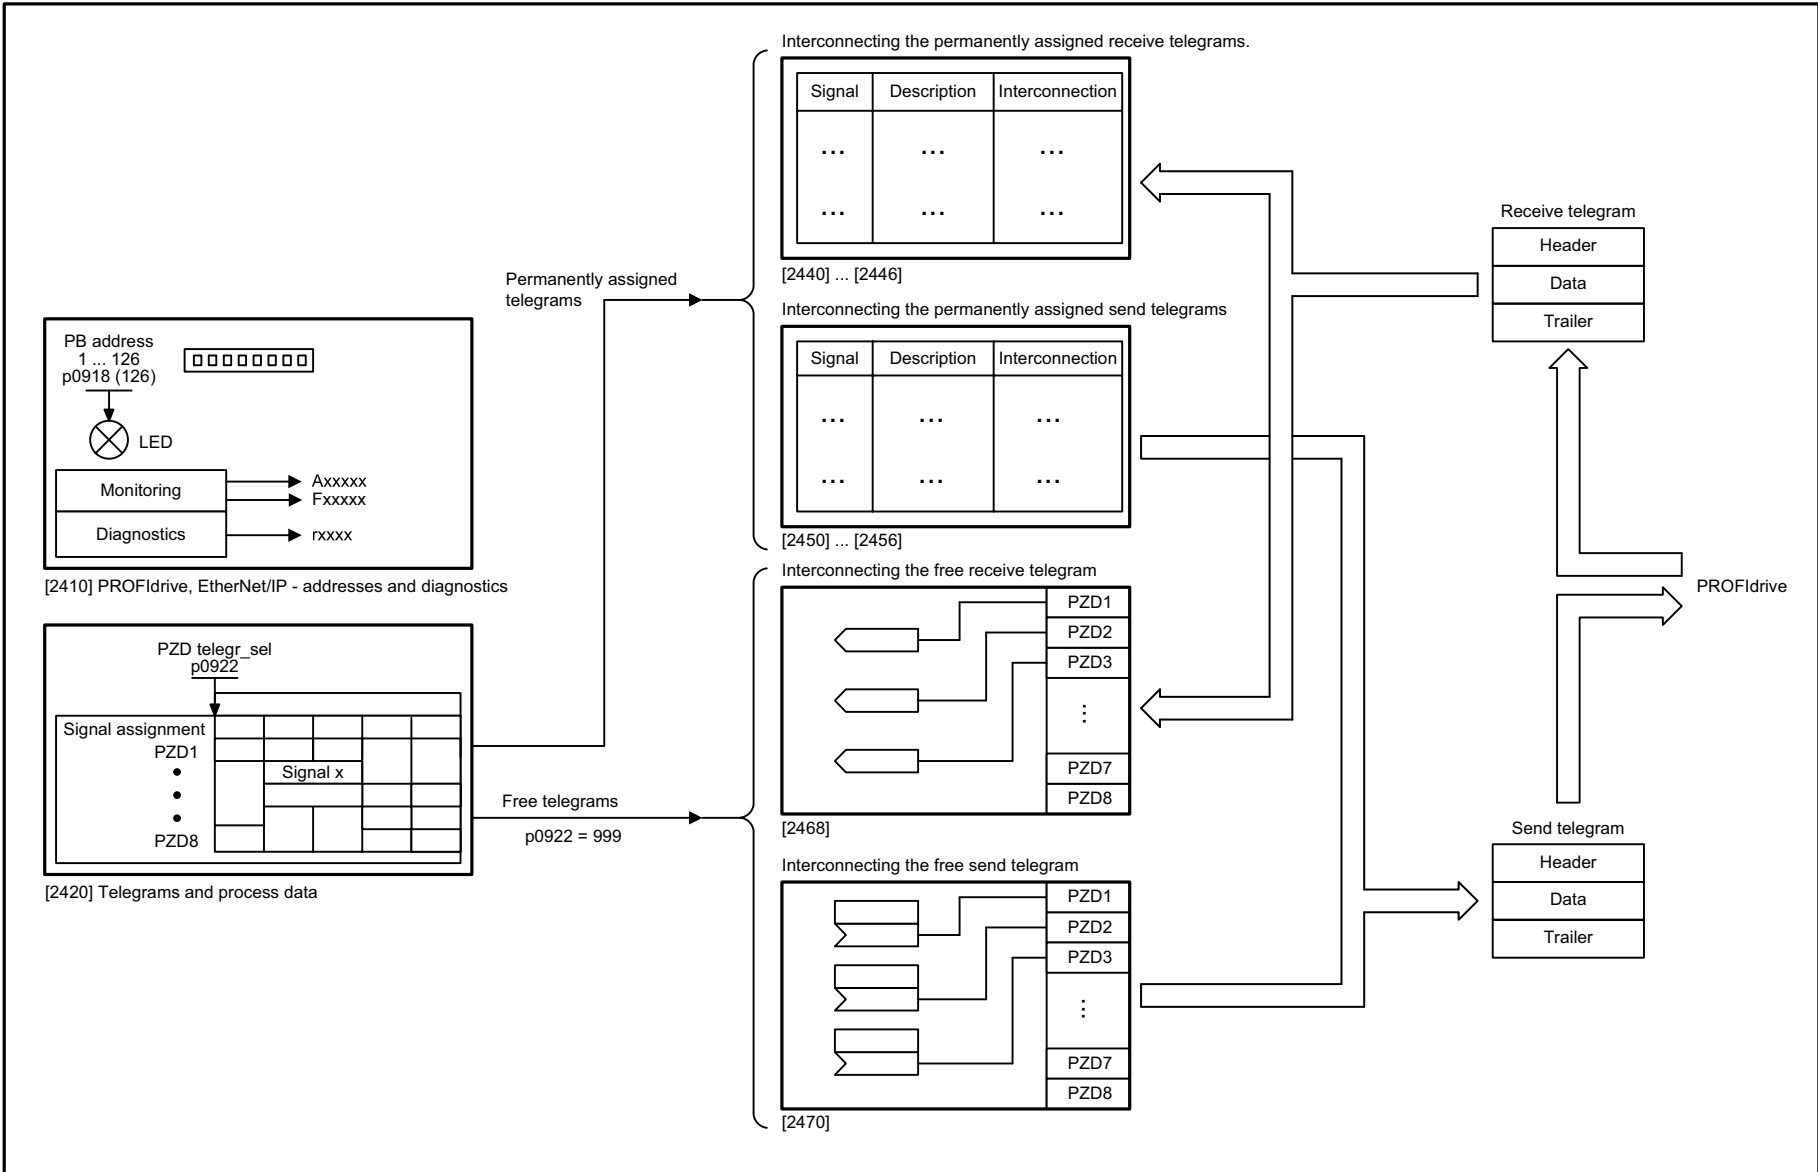 Interconnecting the permanently assigned receive telegrams.
Signal Description Interconnection
... ... ...
... ... ...
[2440] ... [2446]
Permanently assigned
telegrams
Interconnecting the permanently assigned send telegrams
Signal Description Interconnection
... ... ...
... ... ...
[2450] ... [2456]
PB address
1 ... 126
p0918 (126)
LED
Monitoring
Axxxxx
Fxxxxx
Diagnostics
rxxxx
[2410] PROFIdrive, EtherNet/IP - addresses and diagnostics
PZD telegr_sel
p0922
Signal assignment
PZD1
Signal x
PZD8
[2420] Telegrams and process data
Free telegrams
p0922 = 999
Interconnecting the free receive telegram
PZD1
PZD2
PZD3
⋮
PZD7
PZD8
[2468]
Interconnecting the free send telegram
PZD1
PZD2
PZD3
⋮
PZD7
PZD8
[2470]
Receive telegram
Header
Data
Trailer
PROFIdrive
Send telegram
Header
Data
Trailer